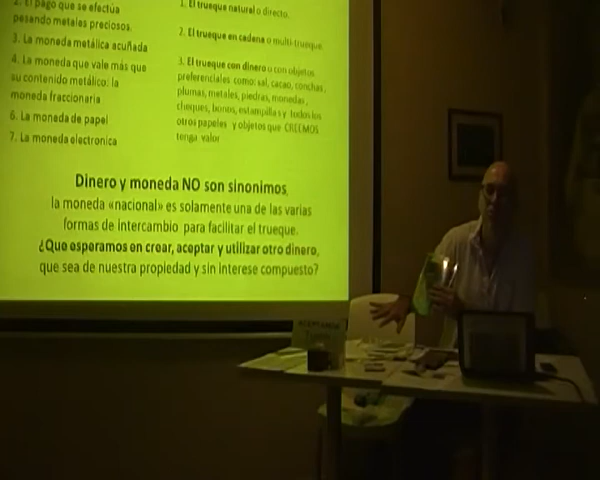 2. El pago que se efectúa
pesando metales preciosos.
3. La moneda metálica acuñada
4. La moneda que vale más que
su contenido metálico: la
moneda fraccionaria
6. La moneda de papel
7. La moneda electronica
1. El trueque natural o directo.
2. El trueque en cadena o multi-trueque.
3. El trueque con dinero o con objetos
preferenciales como: sal, cacao, conchas,
plumas, metales, piedras, monedas,
cheques, bonos, estampillas y todos los
otros papeles y objetos que CREEMOS
tenga valor
Dinero y moneda NO son sinonimos,
la moneda «nacional» es solamente una de las varias
formas de intercambio para facilitar el trueque.
¿Que esperamos en crear, aceptar y utilizar otro dinero,
que sea de nuestra propiedad y sin interese compuesto?
ACEPTAMOS